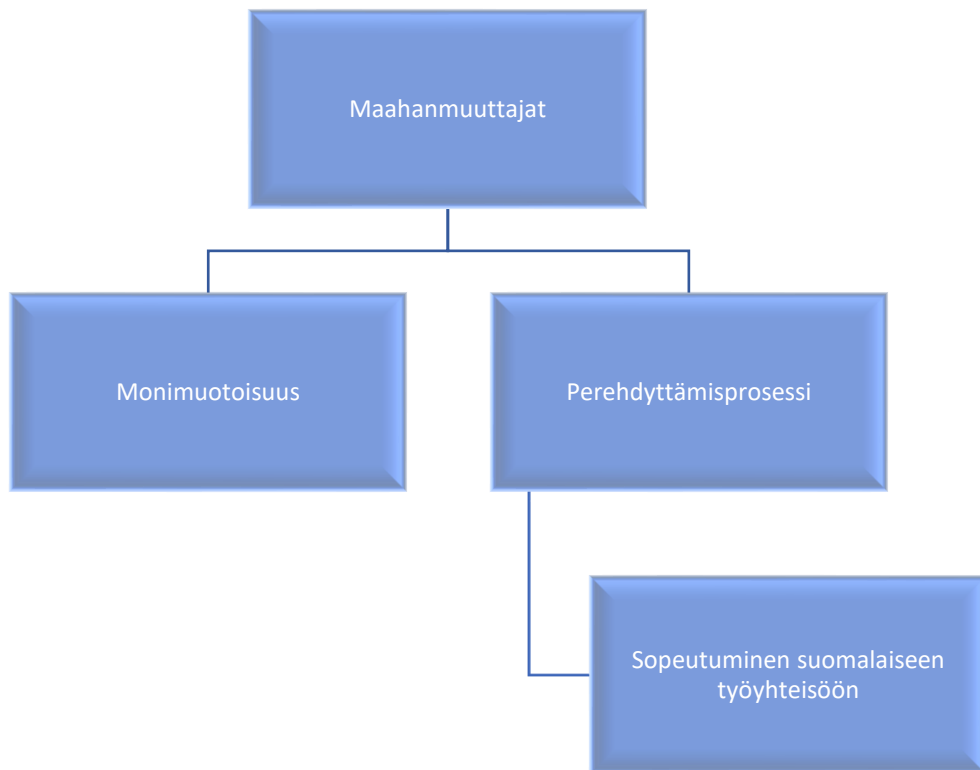 Maahanmuuttajat
Monimuotoisuus
Perehdyttämisprosessi
Sopeutuminen suomalaiseen
työyhteisöön